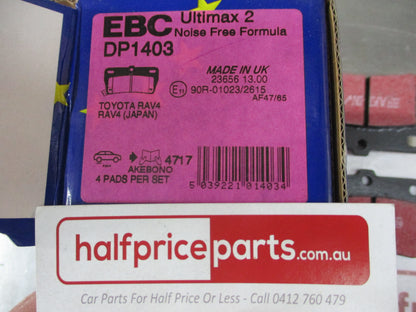 EBC Ultimax 2
Noise Free Formula
DP1403
MADE IN UK
23656 13.00
E11 90R-01023/2615
AF47/65
TOYOTA RAV4
RAV4 (JAPAN)
4717
AKEBONO
4 PADS PER SET
5 039221 014034
halfpriceparts.com.au
Car Parts For Half Price Or Less - Call 0412 760 479